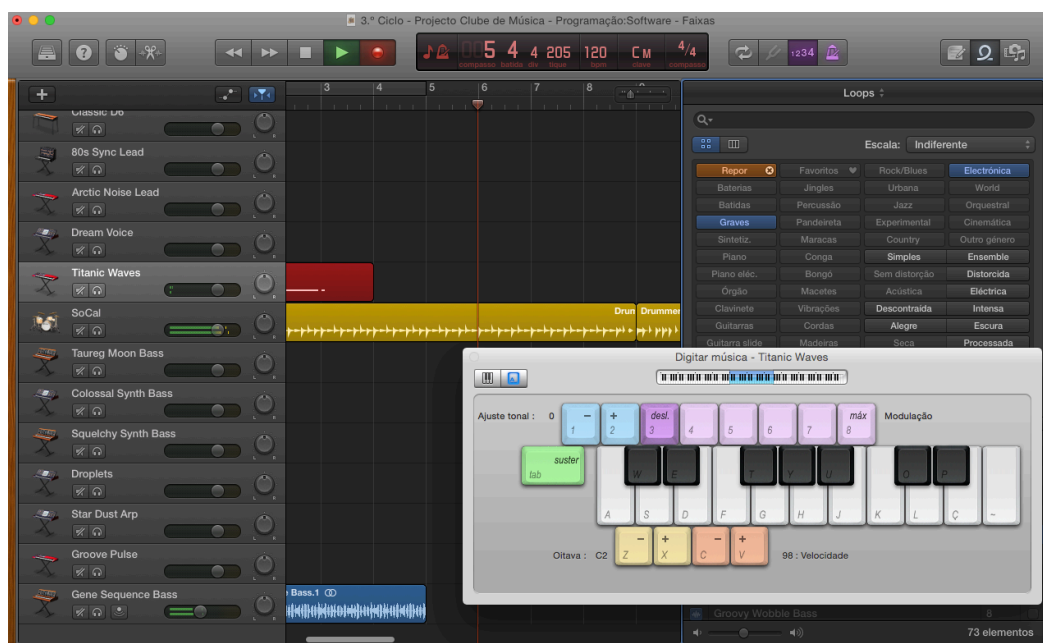 3.º Ciclo - Projecto Clube de Música - Programação:Software - Faixas
5 4 4 205 120 C M 4/4
compasso batida div tique bpm clave compasso
1234
3 4 5 6 7 8
Loops
Classic D6
80s Sync Lead
Arctic Noise Lead
Dream Voice
Titanic Waves
SoCal
Taureg Moon Bass
Colossal Synth Bass
Squelchy Synth Bass
Droplets
Star Dust Arp
Groove Pulse
Gene Sequence Bass
L R
Drun Drummer
Bass.1
Escala: Indiferente
Repor Favoritos Rock/Blues Electrónica
Baterias Jingles Urbana World
Batidas Percussão Jazz Orquestral
Graves Pandeireta Experimental Cinemática
Sintetiz. Maracas Country Outro género
Piano Conga Simples Ensemble
Piano eléc. Bongó Sem distorção Distorcida
Órgão Macetes Acústica Eléctrica
Clavinete Vibrações Descontraída Intensa
Guitarras Cordas Alegre Escura
Guitarra slide Madeiras Seca Processada
Digitar música - Titanic Waves
Ajuste tonal : 0 − + desl. máx Modulação
1 2 3 4 5 6 7 8
suster
tab
W E T Y U O P
A S D F G H J K L Ç ~
− + − +
Oitava : C2 Z X C V 98 : Velocidade
Groovy Wobble Bass 8
73 elementos